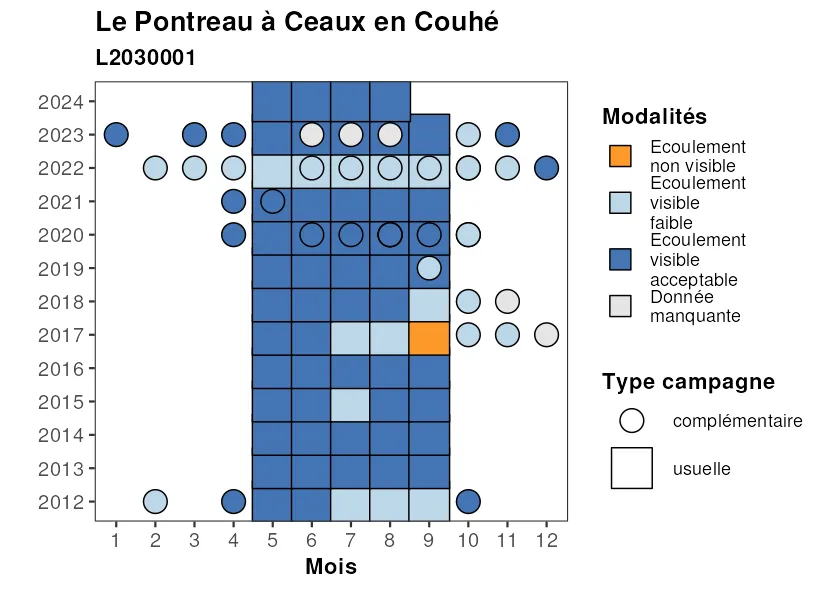 Le Pontreau à Ceaux en Couhé
L2030001
2024
2023
2022
2021
2020
2019
2018
2017
2016
2015
2014
2013
2012
1 2 3 4 5 6 7 8 9 10 11 12
Mois
Modalités
Ecoulement
non visible
Ecoulement
visible
faible
Ecoulement
visible
acceptable
Donnée
manquante
Type campagne
complémentaire
usuelle